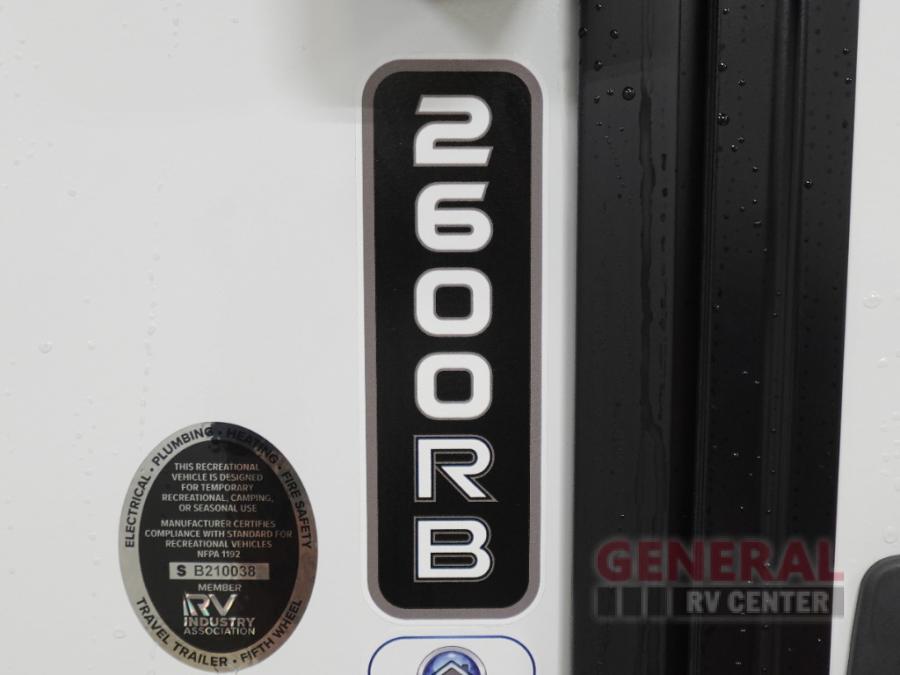 2600RB
ELECTRICAL • PLUMBING • HEATING • FIRE SAFETY
THIS RECREATIONAL
VEHICLE IS DESIGNED
FOR TEMPORARY
RECREATIONAL, CAMPING,
OR SEASONAL USE
MANUFACTURER CERTIFIES
COMPLIANCE WITH STANDARD FOR
RECREATIONAL VEHICLES
NFPA 1192
S B210038
MEMBER
RV
INDUSTRY
ASSOCIATION
TRAVEL TRAILER • FIFTH WHEEL
GENERAL
RV CENTER